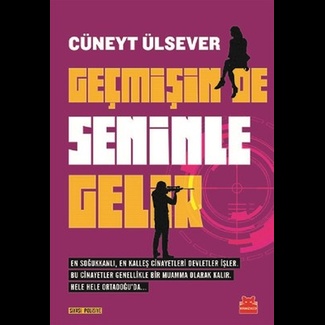 CÜNEYT ÜLSEVER
GEÇMİŞİN DE
SENİNLE
GELİR
EN SOĞUKKANLI, EN KALLEŞ CİNAYETLERİ DEVLETLER İŞLER.
BU CİNAYETLER GENELLİKLE BİR MUAMMA OLARAK KALIR.
HELE HELE ORTADOĞU'DA...